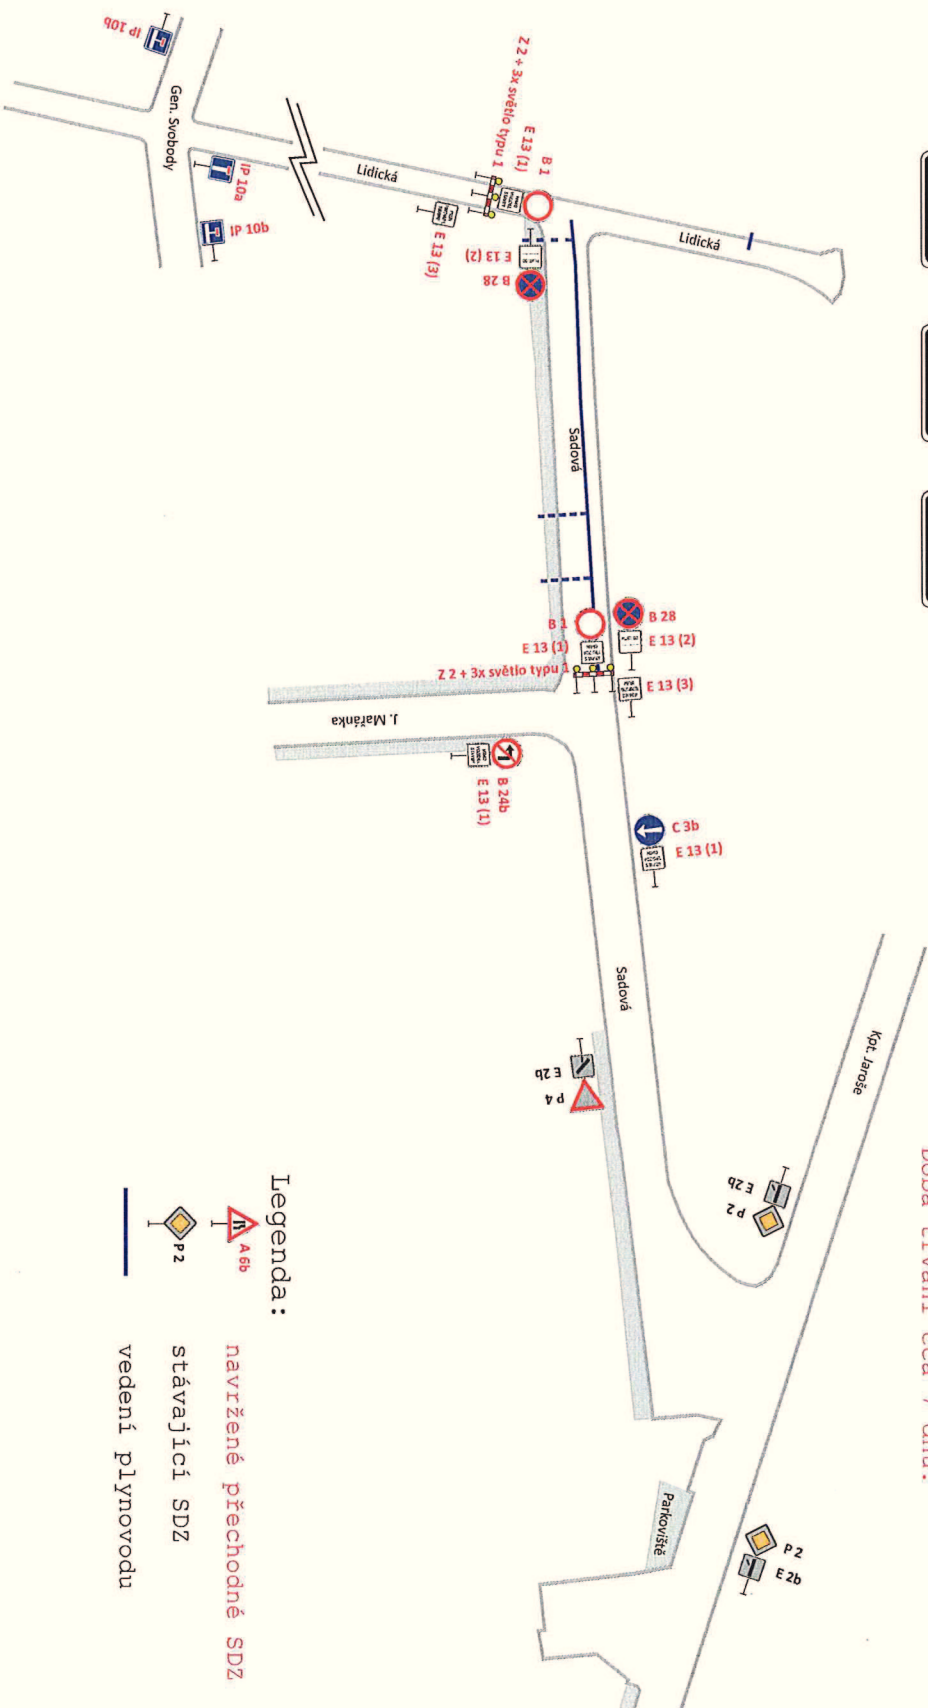 Doba trvání cca 7 dnů.
IP 10b
Gen. Svobody
IP 10a
IP 10b
Lidická
Z 2 + 3x světlo typu 1
E 13 (1)
B 1
E 13 (3)
E 13 (2)
B 28
Lidická
Sadová
B 1
E 13 (1)
Z 2 + 3x světlo typu 1
B 28
E 13 (2)
E 13 (3)
J. Mařánka
B 24b
E 13 (1)
C 3b
E 13 (1)
Sadová
E 2b
P 4
Kpt. Jaroše
E 2b
P 2
Parkoviště
P 2
E 2b
Legenda:
A 6b
navržené přechodné SDZ
P 2
stávající SDZ
vedení plynovodu